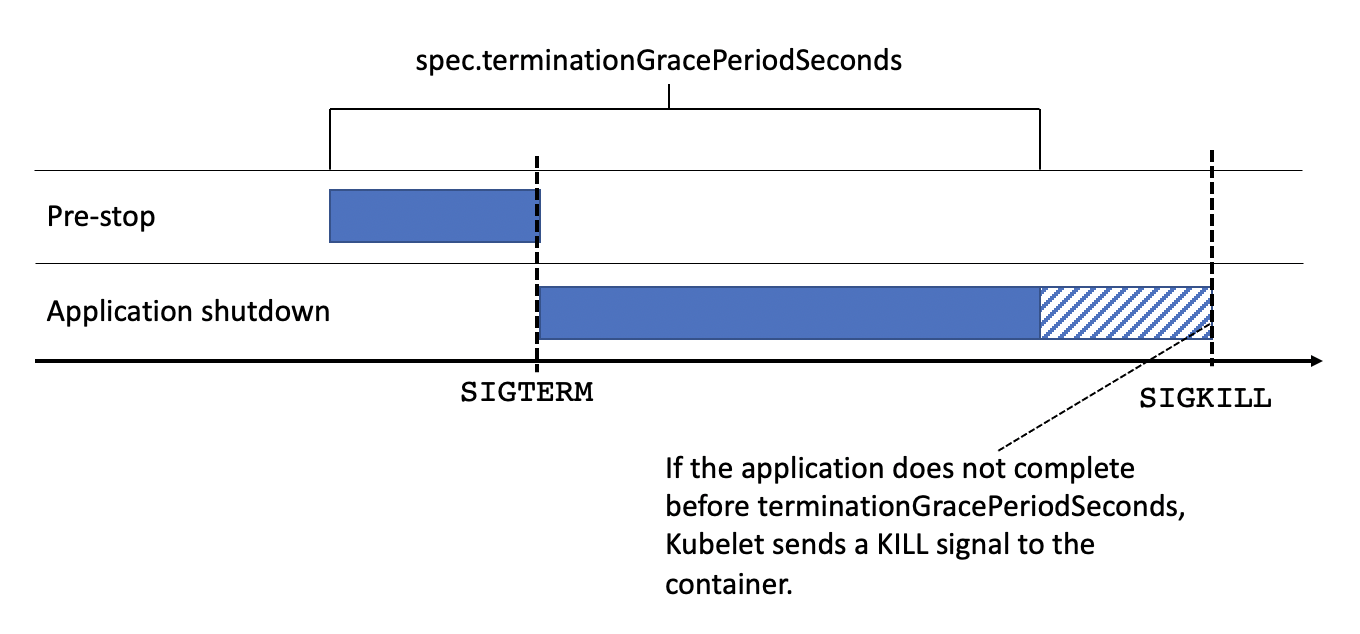 spec.terminationGracePeriodSeconds
Pre-stop
Application shutdown
SIGTERM
SIGKILL
If the application does not complete
before terminationGracePeriodSeconds,
Kubelet sends a KILL signal to the
container.